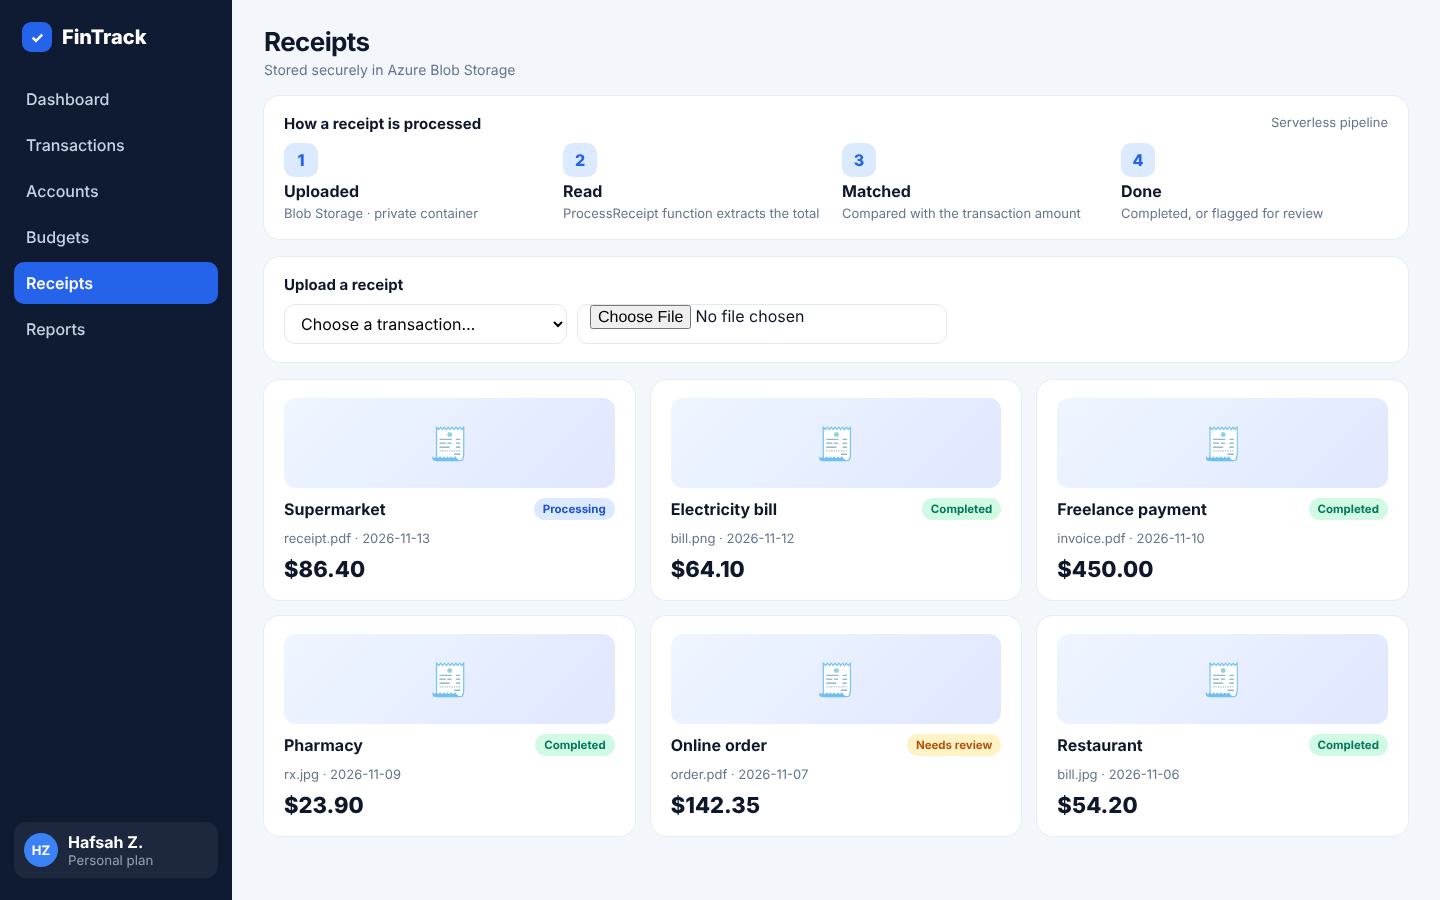 FinTrack
Dashboard
Transactions
Accounts
Budgets
Receipts
Reports
Hafsah Z.
HZ
Personal plan
Receipts
Stored securely in Azure Blob Storage
How a receipt is processed
Serverless pipeline
1
Uploaded
Blob Storage · private container
2
Read
ProcessReceipt function extracts the total
3
Matched
Compared with the transaction amount
4
Done
Completed, or flagged for review
Upload a receipt
Choose a transaction...
Choose File No file chosen
Supermarket
Processing
receipt.pdf · 2026-11-13
$86.40
Electricity bill
Completed
bill.png · 2026-11-12
$64.10
Freelance payment
Completed
invoice.pdf · 2026-11-10
$450.00
Pharmacy
Completed
rx.jpg · 2026-11-09
$23.90
Online order
Needs review
order.pdf · 2026-11-07
$142.35
Restaurant
Completed
bill.jpg · 2026-11-06
$54.20